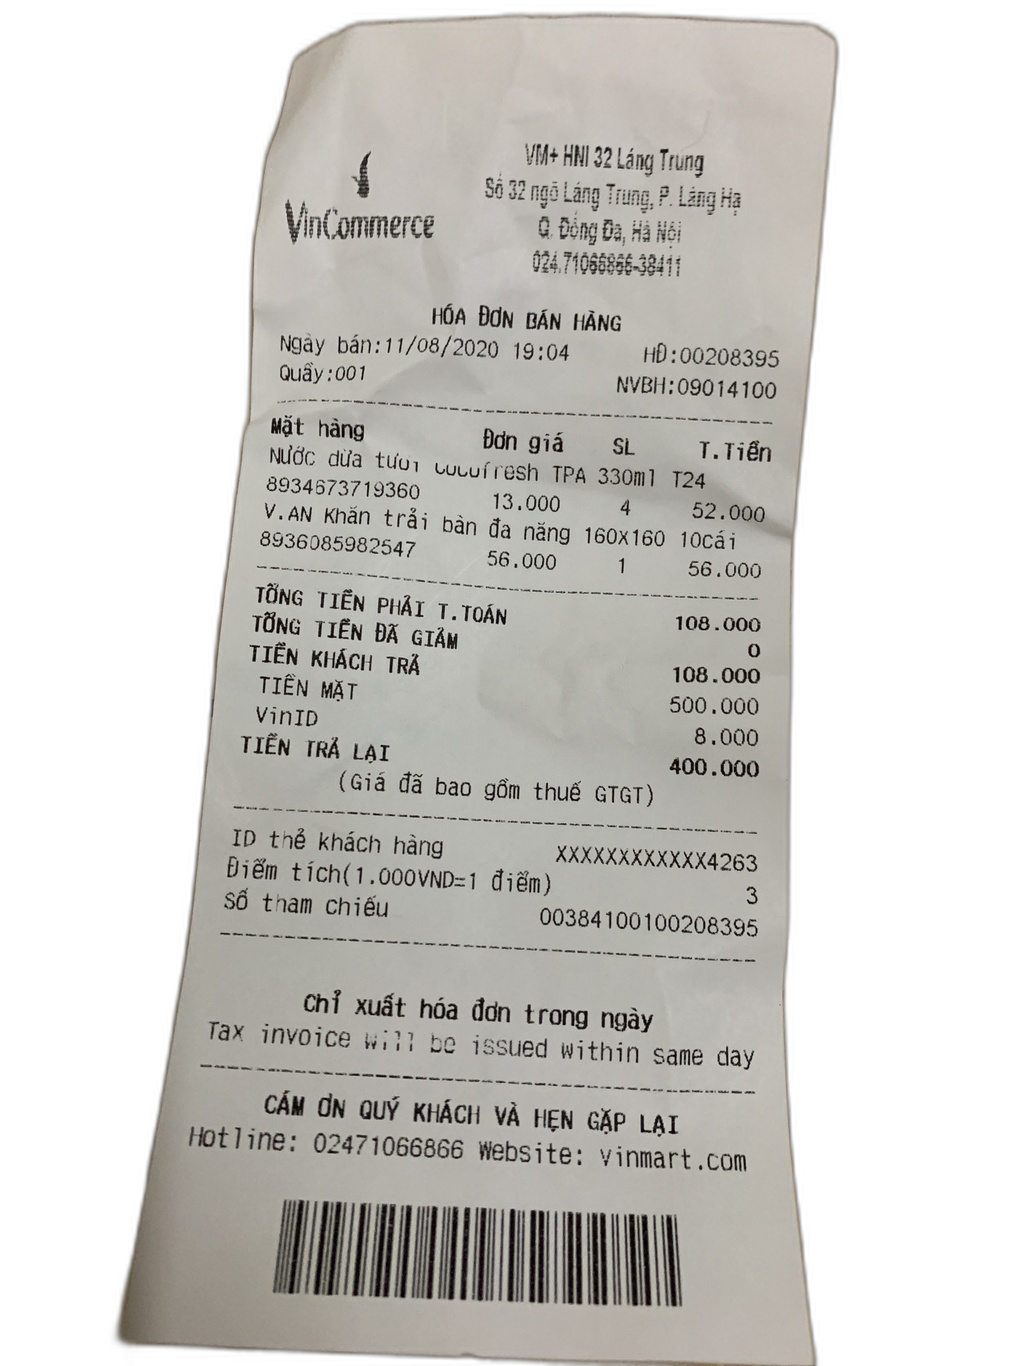 VinCommerce
VM+ HNI 32 Láng Trung
Số 32 ngõ Láng Trung, P. Láng Hạ
Q. Đống Đa, Hà Nội
024.71066866-38411
HÓA ĐƠN BÁN HÀNG
Ngày bán:11/08/2020 19:04 HĐ:00208395
Quầy:001 NVBH:09014100
Mặt hàng Đơn giá SL T.Tiền
Nước dừa tươi Cocofresh TPA 330ml T24
8934673719360 13.000 4 52.000
V.AN Khăn trải bàn đa năng 160X160 10cái
8936085982547 56.000 1 56.000
TỔNG TIỀN PHẢI T.TOÁN 108.000
TỔNG TIỀN ĐÃ GIẢM 0
TIỀN KHÁCH TRẢ 108.000
TIỀN MẶT 500.000
VinID 8.000
TIỀN TRẢ LẠI 400.000
(Giá đã bao gồm thuế GTGT)
ID thẻ khách hàng XXXXXXXXXXXX4263
Điểm tích(1.000VND=1 điểm) 3
Số tham chiếu 00384100100208395
Chỉ xuất hóa đơn trong ngày
Tax invoice will be issued within same day
CẢM ƠN QUÝ KHÁCH VÀ HẸN GẶP LẠI
Hotline: 02471066866 Website: vinmart.com